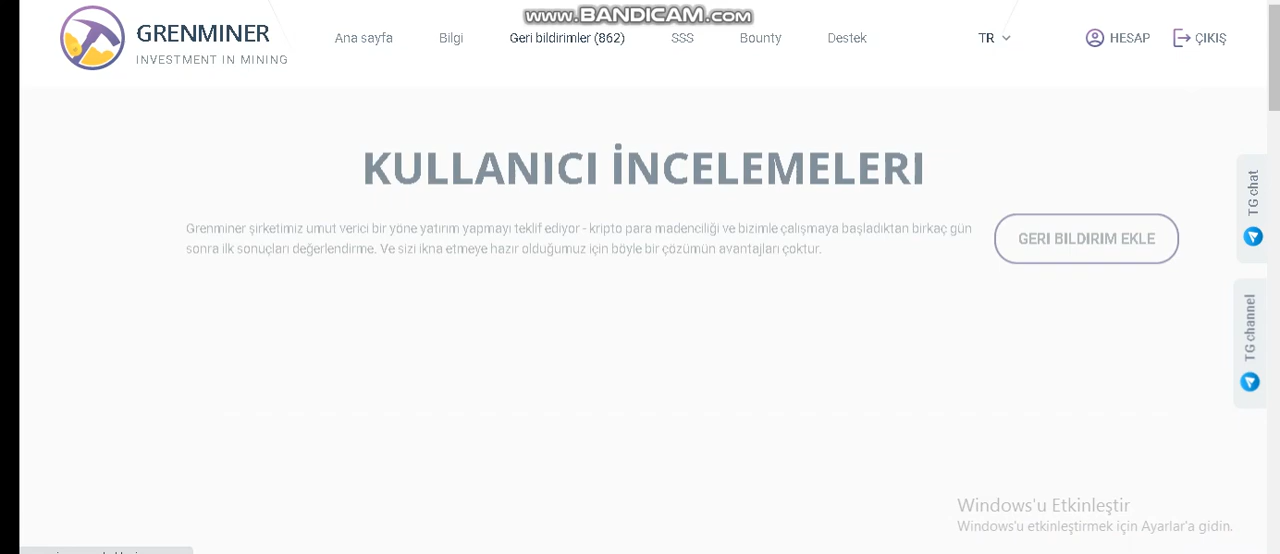 www.BANDICAM.com
GRENMINER
INVESTMENT IN MINING
Ana sayfa
Bilgi
Geri bildirimler (862)
SSS
Bounty
Destek
TR
HESAP
ÇIKIŞ
KULLANICI İNCELEMELERI
Grenminer şirketimiz umut verici bir yöne yatırım yapmayı teklif ediyor - kripto para madenciliği ve bizimle çalışmaya başladıktan birkaç gün
sonra ilk sonuçları değerlendirme. Ve sizi ikna etmeye hazır olduğumuz için böyle bir çözümün avantajları çoktur.
GERI BILDIRIM EKLE
TG chat
TG channel
Windows'u Etkinleştir
Windows'u etkinleştirmek için Ayarlar'a gidin.